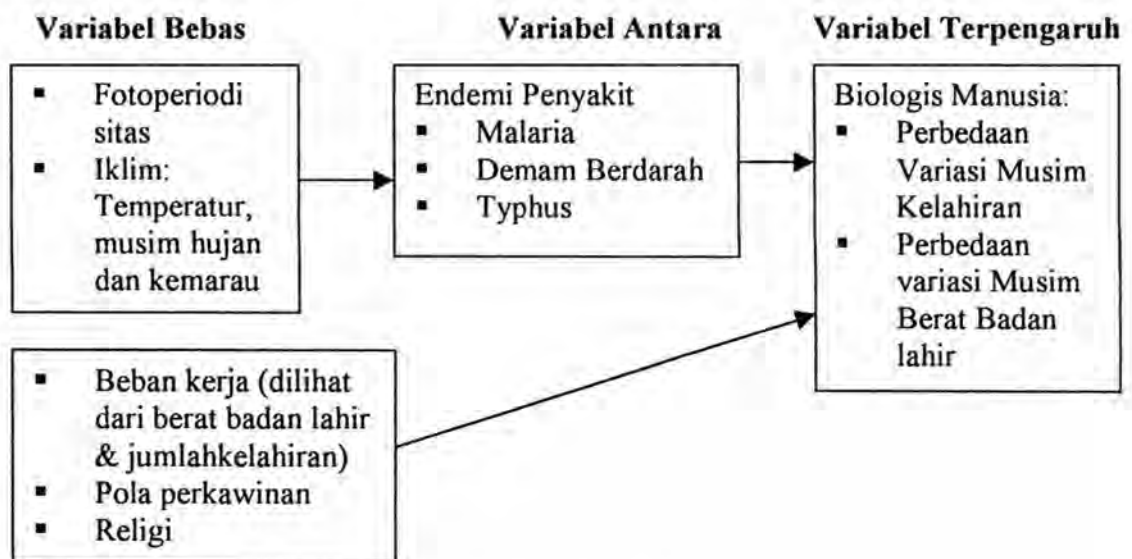 Variabel Bebas
Variabel Antara
Variabel Terpengaruh
▪ Fotoperiodi
sitas
▪ Iklim:
Temperatur,
musim hujan
dan kemarau
Endemi Penyakit
▪ Malaria
▪ Demam Berdarah
▪ Typhus
Biologis Manusia:
▪ Perbedaan
Variasi Musim
Kelahiran
▪ Perbedaan
variasi Musim
Berat Badan
lahir
▪ Beban kerja (dilihat
dari berat badan lahir
& jumlahkelahiran)
▪ Pola perkawinan
▪ Religi